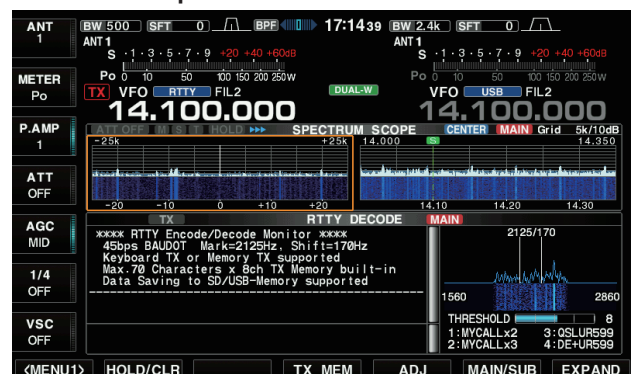 ANT
1
BW 500 SFT 0 BPF 17:14 39 BW 2.4k SFT 0
ANT 1 ANT 1
S ·1·3·5·7·9 +20 +40 +60dB S ·1·3·5·7·9 +20 +40 +60dB
METER
Po
Po 0 10 50 100 150 200 250W Po 0 10 50 100 150 200 250W
TX VFO RTTY FIL2 DUAL-W VFO USB FIL2
14.100.000 14.100.000
P.AMP
1
ATT OFF M S T HOLD SPECTRUM SCOPE CENTER MAIN Grid 5k/10dB
-25k +25k 14.000 S 14.350
ATT
OFF
-20 -10 0 +10 +20 14.10 14.20 14.30
AGC
MID
TX RTTY DECODE MAIN
**** RTTY Encode/Decode Monitor ****
45bps BAUDOT Mark=2125Hz, Shift=170Hz
Keyboard TX or Memory TX supported
Max.70 Characters x 8ch TX Memory built-in
Data Saving to SD/USB-Memory supported
2125/170
1/4
OFF
1560 2860
THRESHOLD 8
VSC
OFF
1:MYCALLx2 3:QSLUR599
2:MYCALLx3 4:DE+UR599
<MENU1> HOLD/CLR TX MEM ADJ MAIN/SUB EXPAND